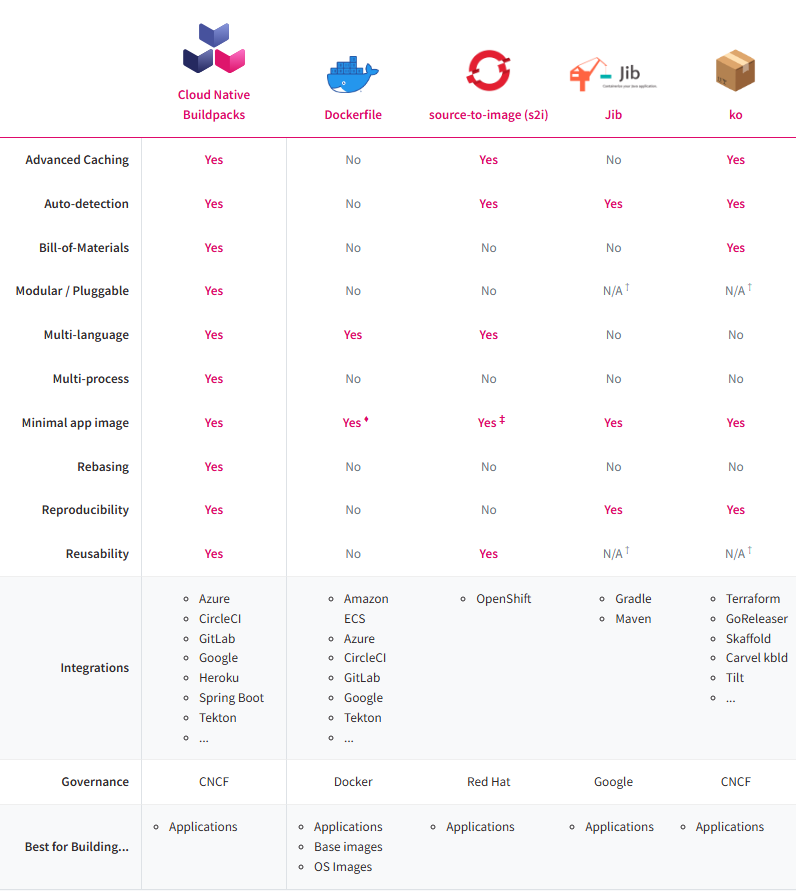 Jib
Cloud Native
Buildpacks
Dockerfile
source-to-image (s2i)
Jib
ko
Advanced Caching Yes No Yes No Yes
Auto-detection Yes No Yes Yes Yes
Bill-of-Materials Yes No No No Yes
Modular / Pluggable Yes No No N/A † N/A †
Multi-language Yes Yes Yes No No
Multi-process Yes No No No No
Minimal app image Yes Yes ♦ Yes ‡ Yes Yes
Rebasing Yes No No No No
Reproducibility Yes No No Yes Yes
Reusability Yes No Yes N/A † N/A †
Integrations
Azure
CircleCI
GitLab
Google
Heroku
Spring Boot
Tekton
...
Amazon
ECS
Azure
CircleCI
GitLab
Google
Tekton
...
OpenShift
Gradle
Maven
Terraform
GoReleaser
Skaffold
Carvel kbld
Tilt
...
Governance CNCF Docker Red Hat Google CNCF
Best for Building...
Applications
Applications
Base images
OS Images
Applications
Applications
Applications